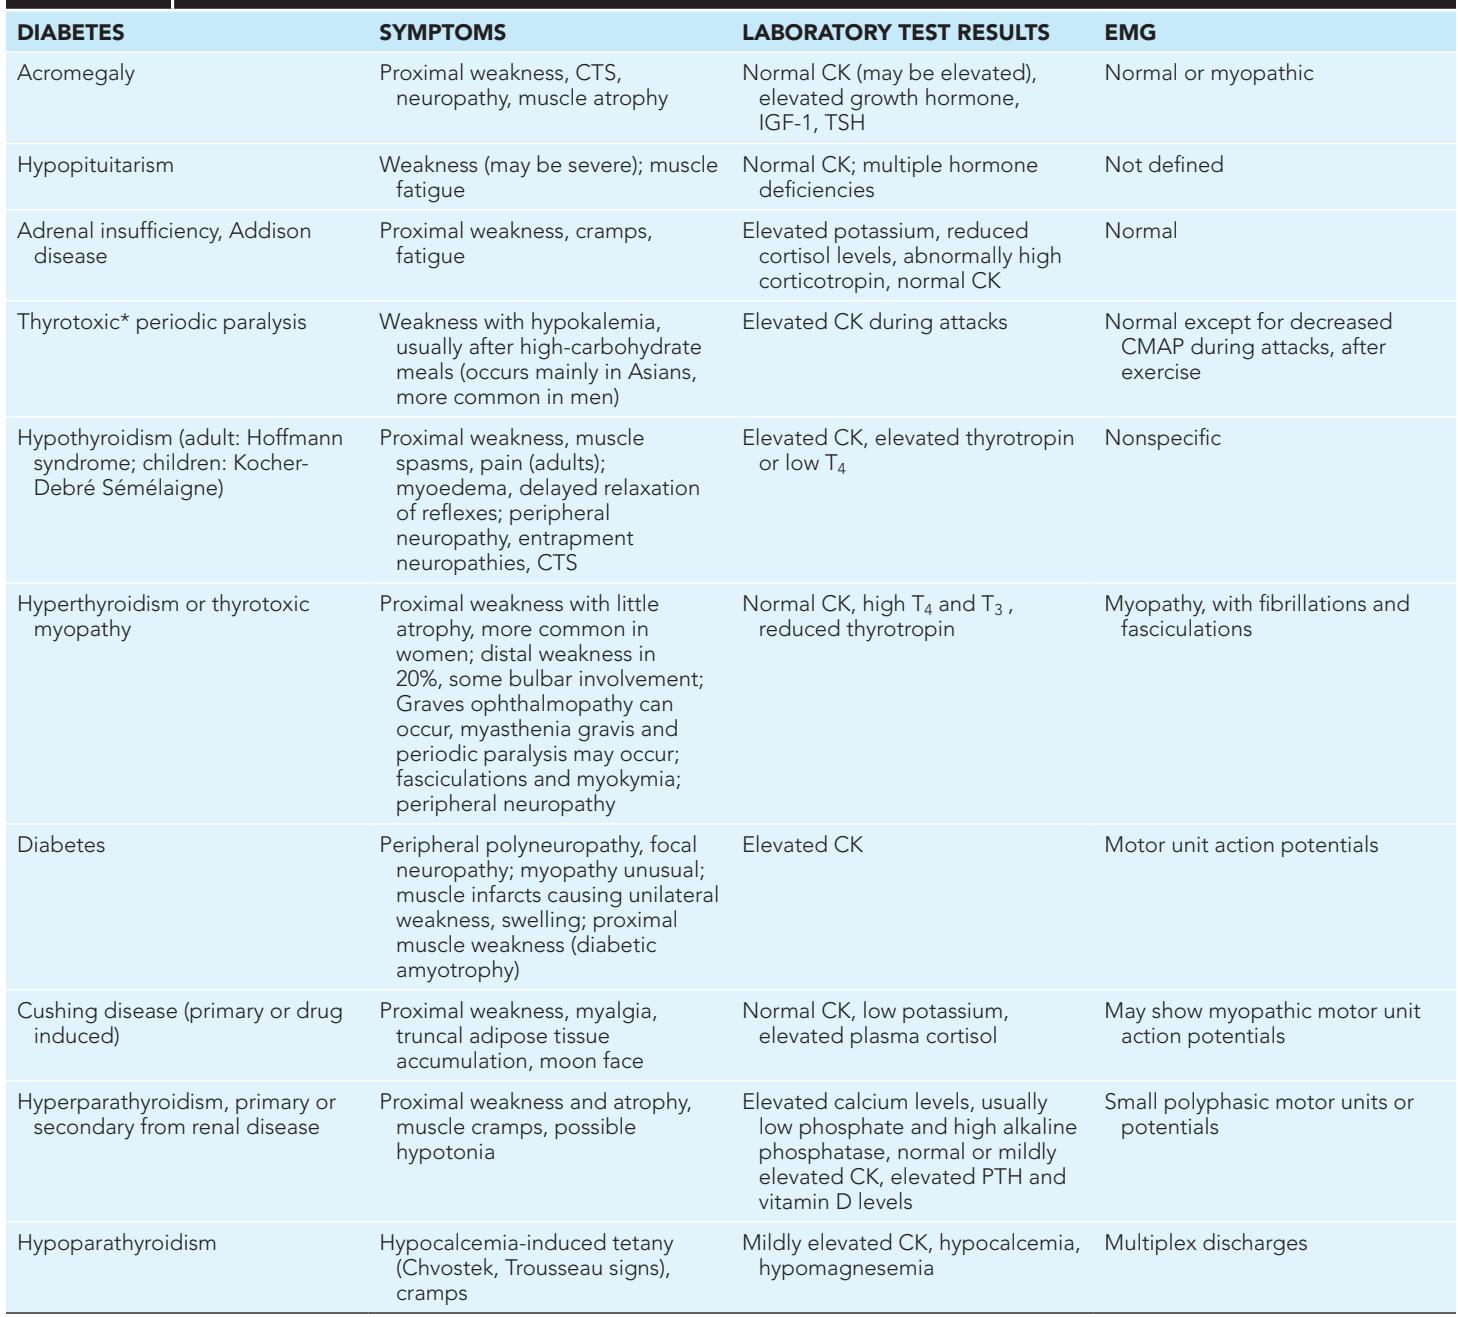 DIABETES SYMPTOMS LABORATORY TEST RESULTS EMG
Acromegaly
Proximal weakness, CTS,
neuropathy, muscle atrophy
Normal CK (may be elevated),
elevated growth hormone,
IGF-1, TSH
Normal or myopathic
Hypopituitarism
Weakness (may be severe); muscle
fatigue
Normal CK; multiple hormone
deficiencies
Not defined
Adrenal insufficiency, Addison
disease
Proximal weakness, cramps,
fatigue
Elevated potassium, reduced
cortisol levels, abnormally high
corticotropin, normal CK
Normal
Thyrotoxic* periodic paralysis
Weakness with hypokalemia,
usually after high-carbohydrate
meals (occurs mainly in Asians,
more common in men)
Elevated CK during attacks
Normal except for decreased
CMAP during attacks, after
exercise
Hypothyroidism (adult: Hoffmann
syndrome; children: Kocher-
Debré Sémélaigne)
Proximal weakness, muscle
spasms, pain (adults);
myoedema, delayed relaxation
of reflexes; peripheral
neuropathy, entrapment
neuropathies, CTS
Elevated CK, elevated thyrotropin
or low T4
Nonspecific
Hyperthyroidism or thyrotoxic
myopathy
Proximal weakness with little
atrophy, more common in
women; distal weakness in
20%, some bulbar involvement;
Graves ophthalmopathy can
occur, myasthenia gravis and
periodic paralysis may occur;
fasciculations and myokymia;
peripheral neuropathy
Normal CK, high T4 and T3 ,
reduced thyrotropin
Myopathy, with fibrillations and
fasciculations
Diabetes
Peripheral polyneuropathy, focal
neuropathy; myopathy unusual;
muscle infarcts causing unilateral
weakness, swelling; proximal
muscle weakness (diabetic
amyotrophy)
Elevated CK
Motor unit action potentials
Cushing disease (primary or drug
induced)
Proximal weakness, myalgia,
truncal adipose tissue
accumulation, moon face
Normal CK, low potassium,
elevated plasma cortisol
May show myopathic motor unit
action potentials
Hyperparathyroidism, primary or
secondary from renal disease
Proximal weakness and atrophy,
muscle cramps, possible
hypotonia
Elevated calcium levels, usually
low phosphate and high alkaline
phosphatase, normal or mildly
elevated CK, elevated PTH and
vitamin D levels
Small polyphasic motor units or
potentials
Hypoparathyroidism
Hypocalcemia-induced tetany
(Chvostek, Trousseau signs),
cramps
Mildly elevated CK, hypocalcemia,
hypomagnesemia
Multiplex discharges